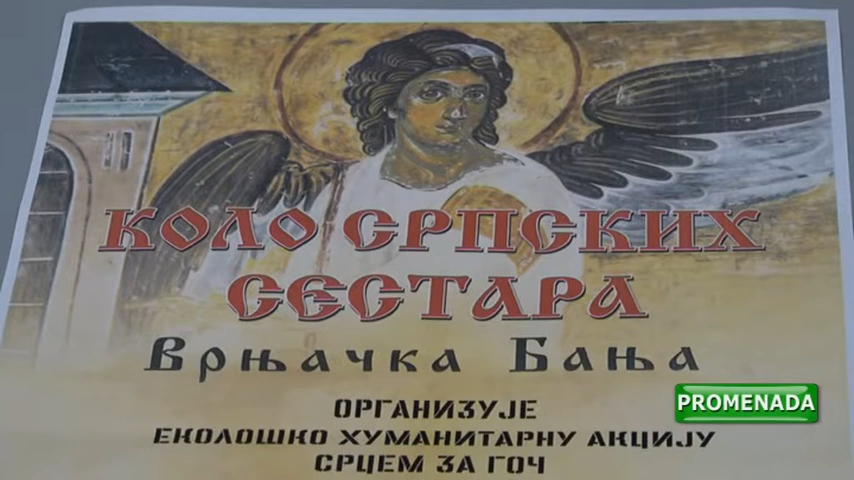 КОЛО СРПСКИХ
СЕСТАРА
Врњачка Бања
ОРГАНИЗУЈЕ
ЕКОЛОШКО ХУМАНИТАРНУ АКЦИЈУ
СРЦЕМ ЗА ГОЧ
PROMENADA